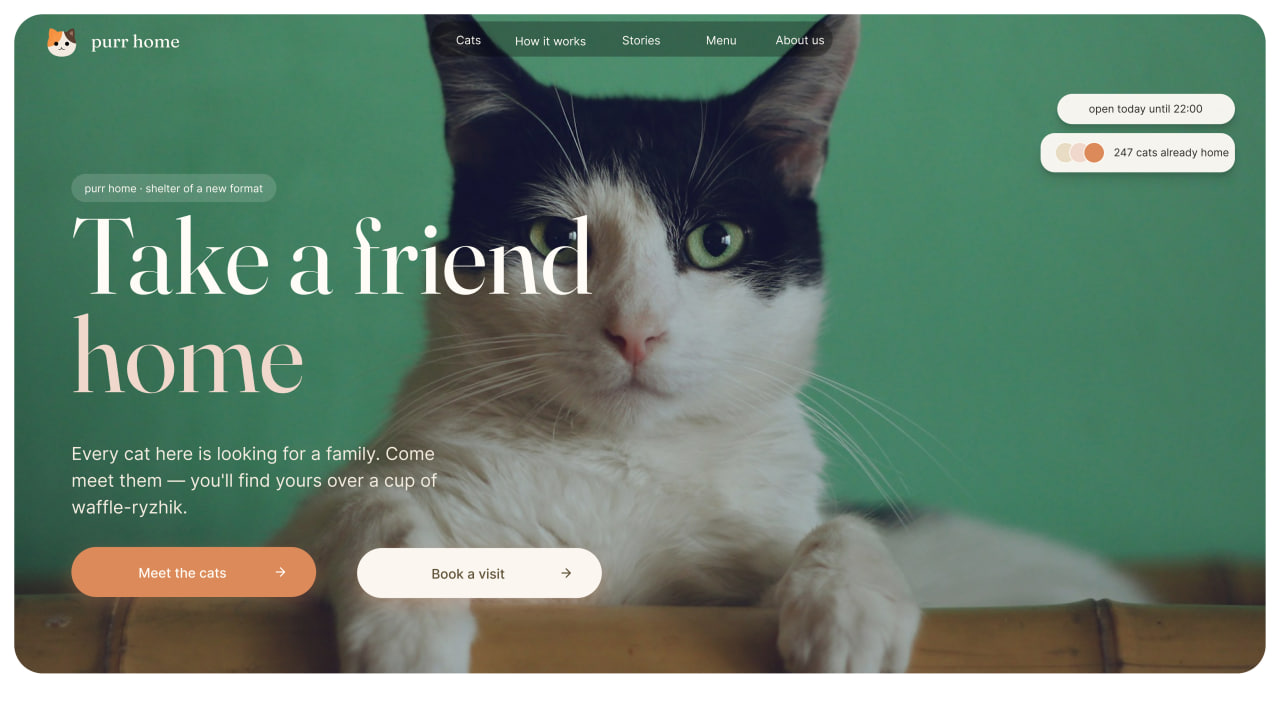 purr home
Cats
How it works
Stories
Menu
About us
open today until 22:00
247 cats already home
purr home · shelter of a new format
Take a friend
home
Every cat here is looking for a family. Come
meet them — you'll find yours over a cup of
waffle-ryzhik.
Meet the cats →
Book a visit →